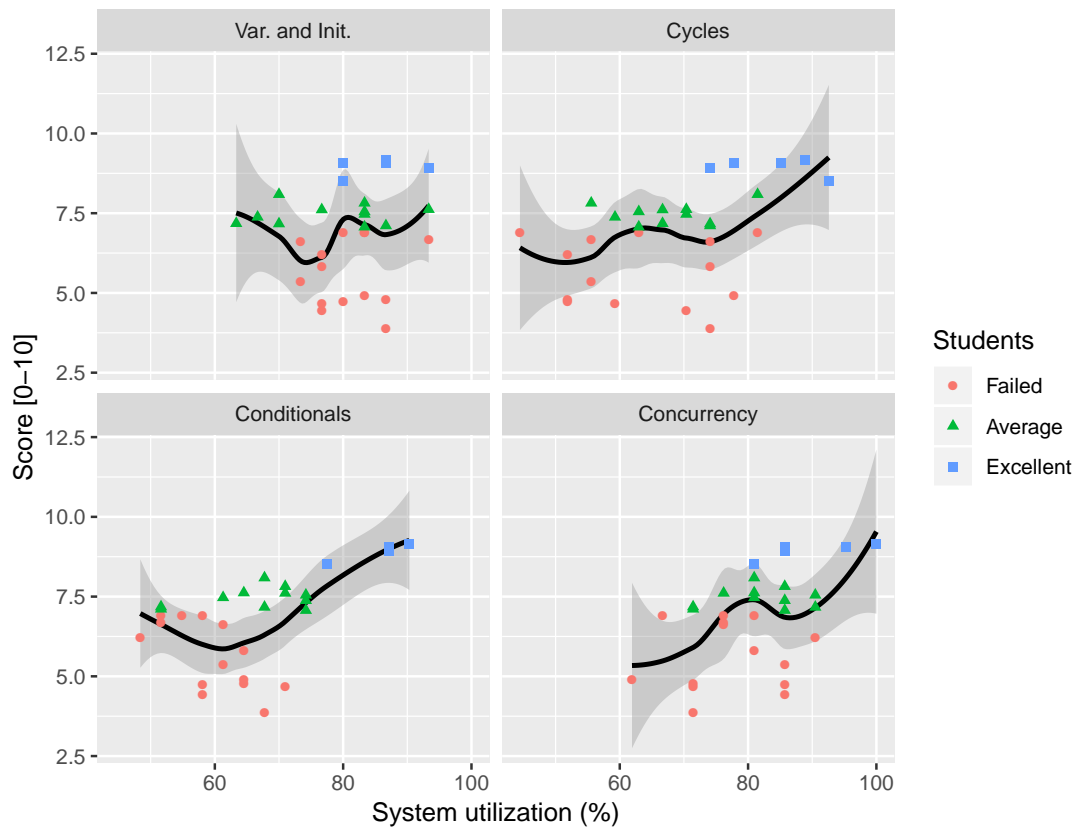 Var. and Init.
Cycles
12.5
10.0
7.5
5.0
2.5
Conditionals
Concurrency
12.5
10.0
7.5
5.0
2.5
60
80
100
60
80
100
System utilization (%)
Score [0−10]
Students
Failed
Average
Excellent